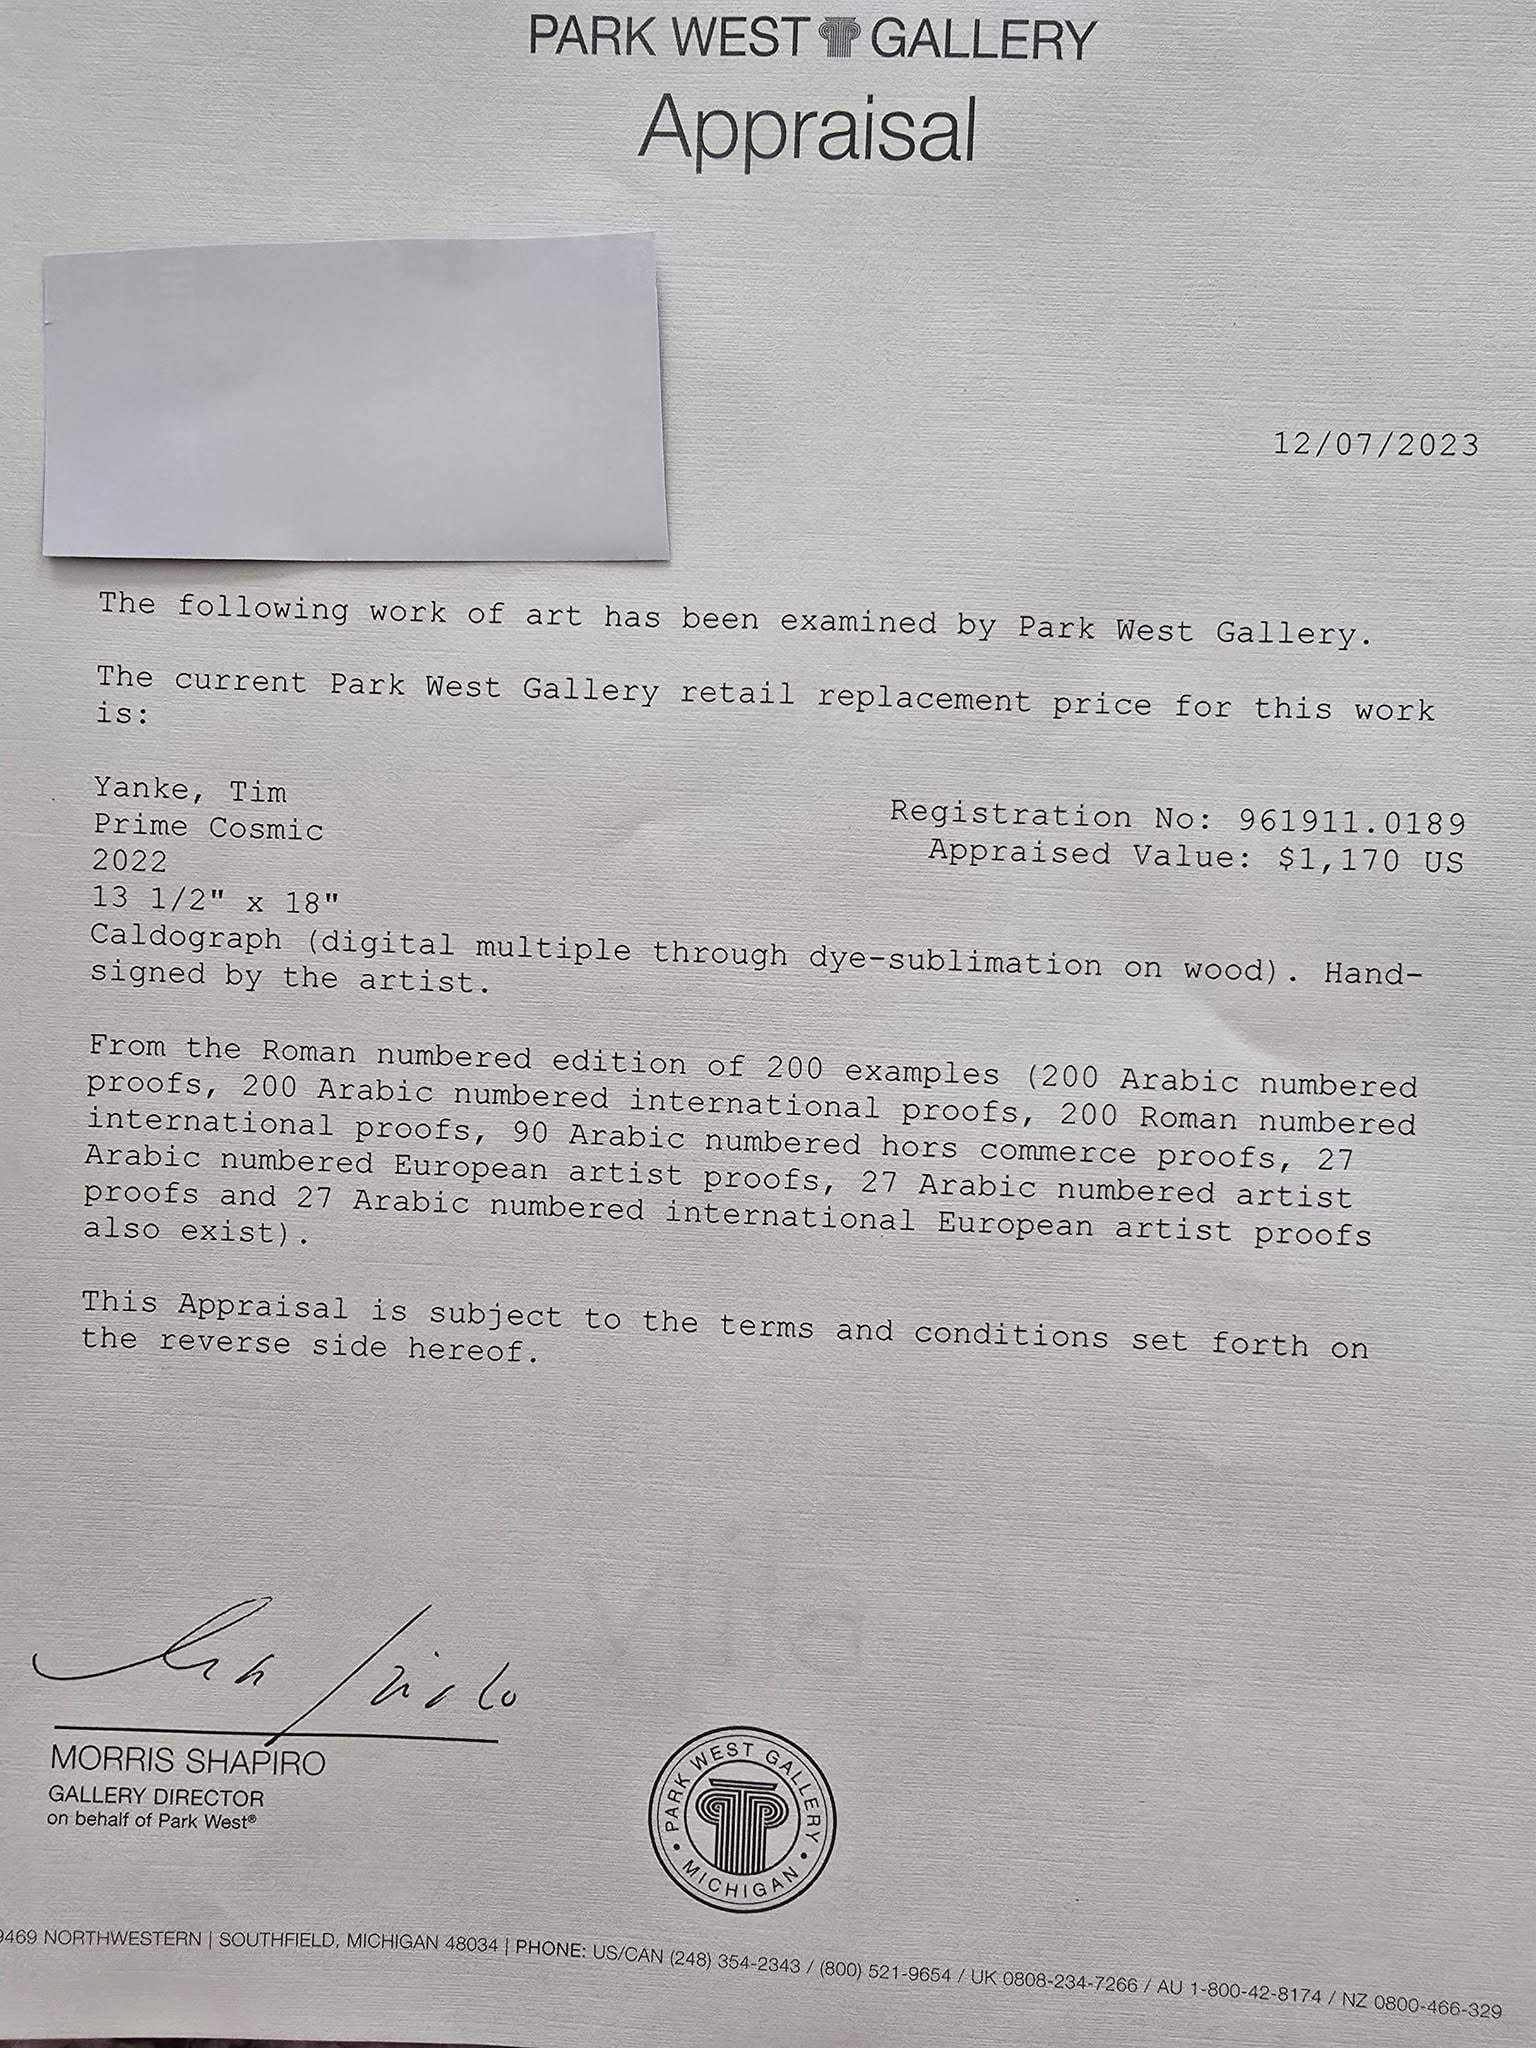 PARK WEST GALLERY
Appraisal
12/07/2023
The following work of art has been examined by Park West Gallery.
The current Park West Gallery retail replacement price for this work
is:
Yanke, Tim
Prime Cosmic
2022
13 1/2" x 18"
Registration No: 961911.0189
Appraised Value: $1,170 US
Caldograph (digital multiple through dye-sublimation on wood). Hand-
signed by the artist.
From the Roman numbered edition of 200 examples (200 Arabic numbered
proofs, 200 Arabic numbered international proofs, 200 Roman numbered
international proofs, 90 Arabic numbered hors commerce proofs, 27
Arabic numbered European artist proofs, 27 Arabic numbered artist
proofs and 27 Arabic numbered international European artist proofs
also exist).
This Appraisal is subject to the terms and conditions set forth on
the reverse side hereof.
MORRIS SHAPIRO
GALLERY DIRECTOR
on behalf of Park West®
PARK WEST GALLERY
• MICHIGAN •
9469 NORTHWESTERN | SOUTHFIELD, MICHIGAN 48034 | PHONE: US/CAN (248) 354-2343 / (800) 521-9654 / UK 0808-234-7266 / AU 1-800-42-8174 / NZ 0800-466-329